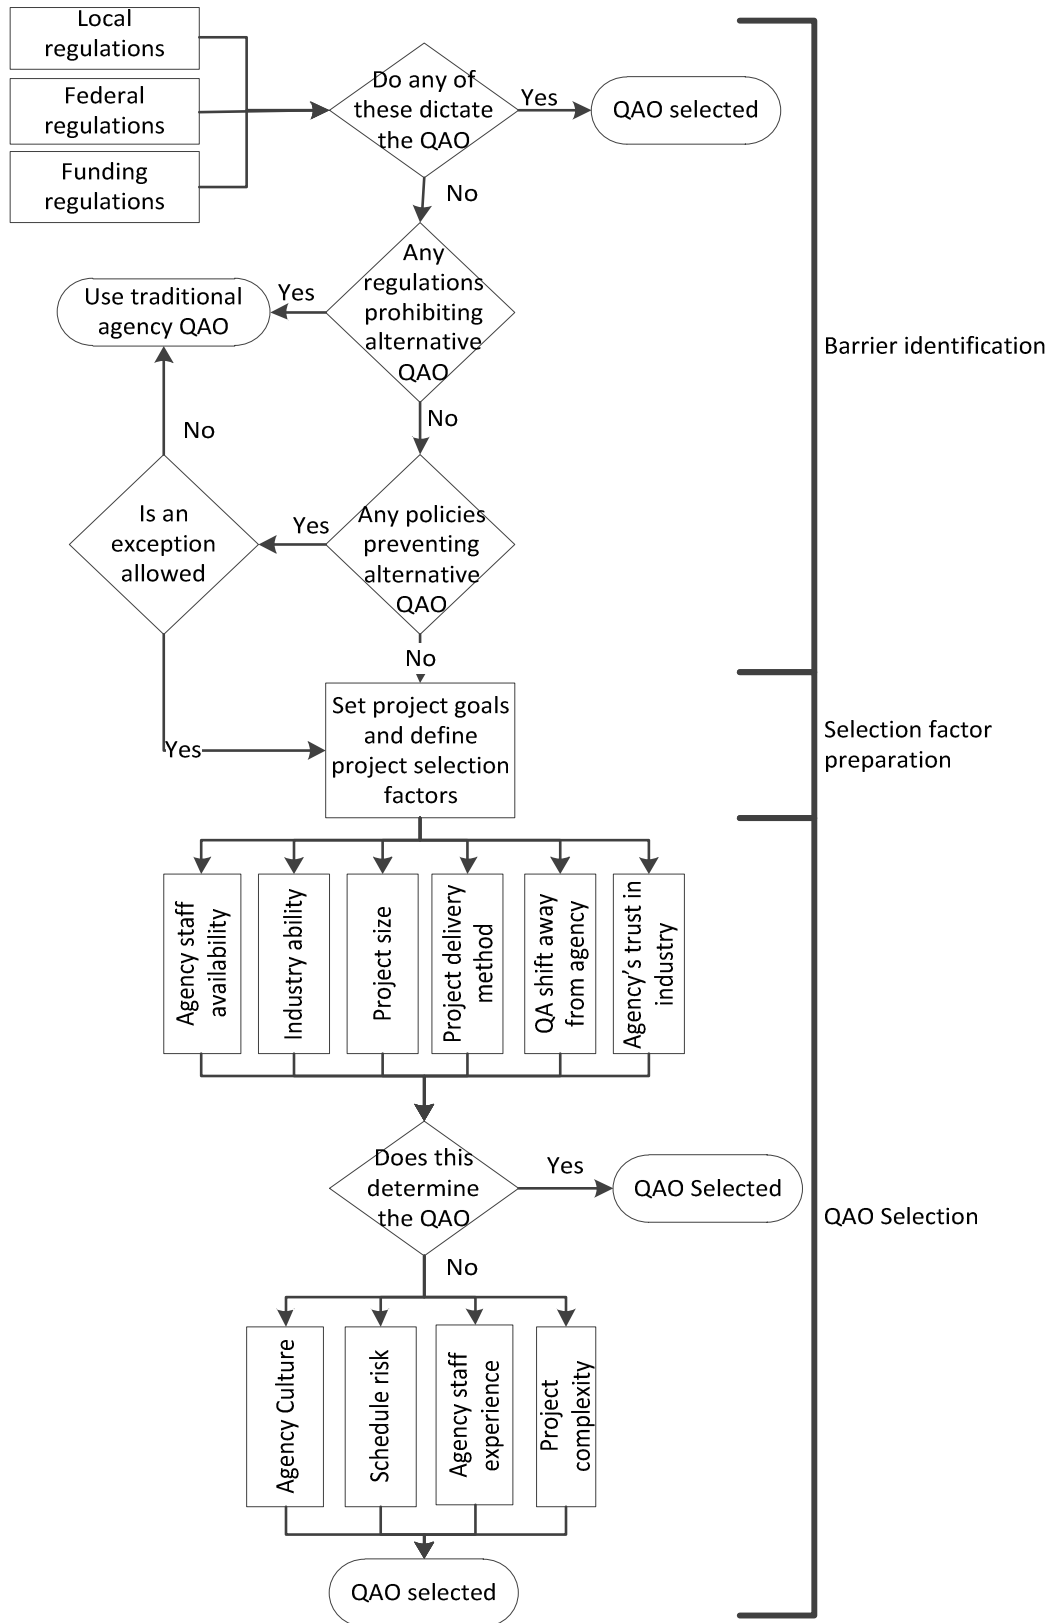 Local
regulations
Federal
regulations
Funding
regulations
Do any of
these dictate
the QAO
Yes
QAO selected
No
Any
regulations
prohibiting
alternative
QAO
Yes
Use traditional
agency QAO
Barrier identification
No
No
Any policies
preventing
alternative
QAO
Yes
Is an
exception
allowed
No
Yes
Set project goals
and define
project selection
factors
Selection factor
preparation
Agency staff
availability
Industry ability
Project size
Project delivery
method
QA shift away
from agency
Agency's trust in
industry
Does this
determine
the QAO
Yes
QAO Selected
QAO Selection
No
Agency Culture
Schedule risk
Agency staff
experience
Project
complexity
QAO selected